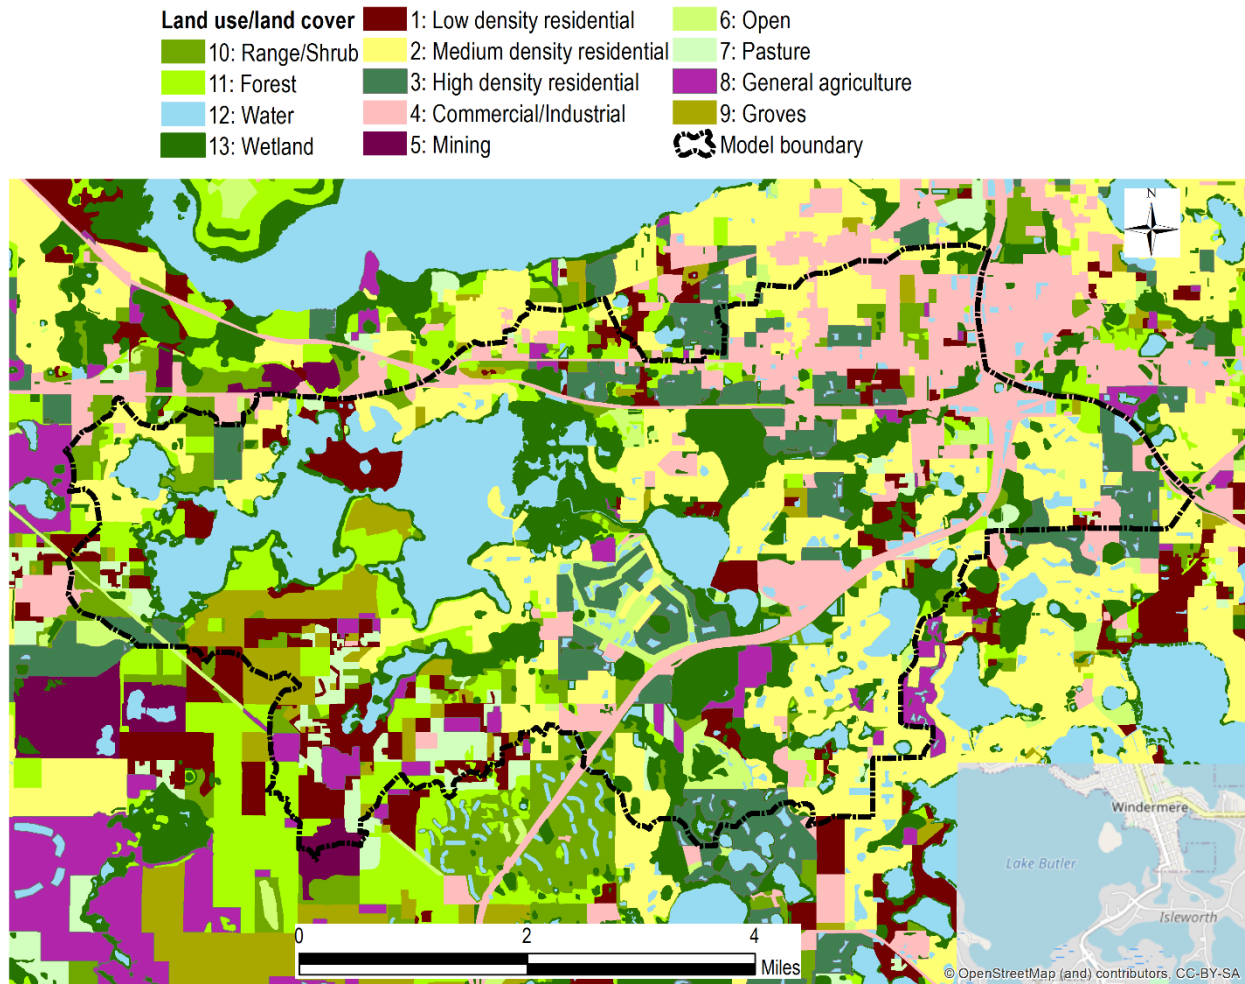 Land use/land cover
10: Range/Shrub
11: Forest
12: Water
13: Wetland
1: Low density residential
2: Medium density residential
3: High density residential
4: Commercial/Industrial
5: Mining
6: Open
7: Pasture
8: General agriculture
9: Groves
Model boundary
N
Windermere
Lake Butler
Isleworth
0 2 4
Miles
© OpenStreetMap (and) contributors, CC-BY-SA